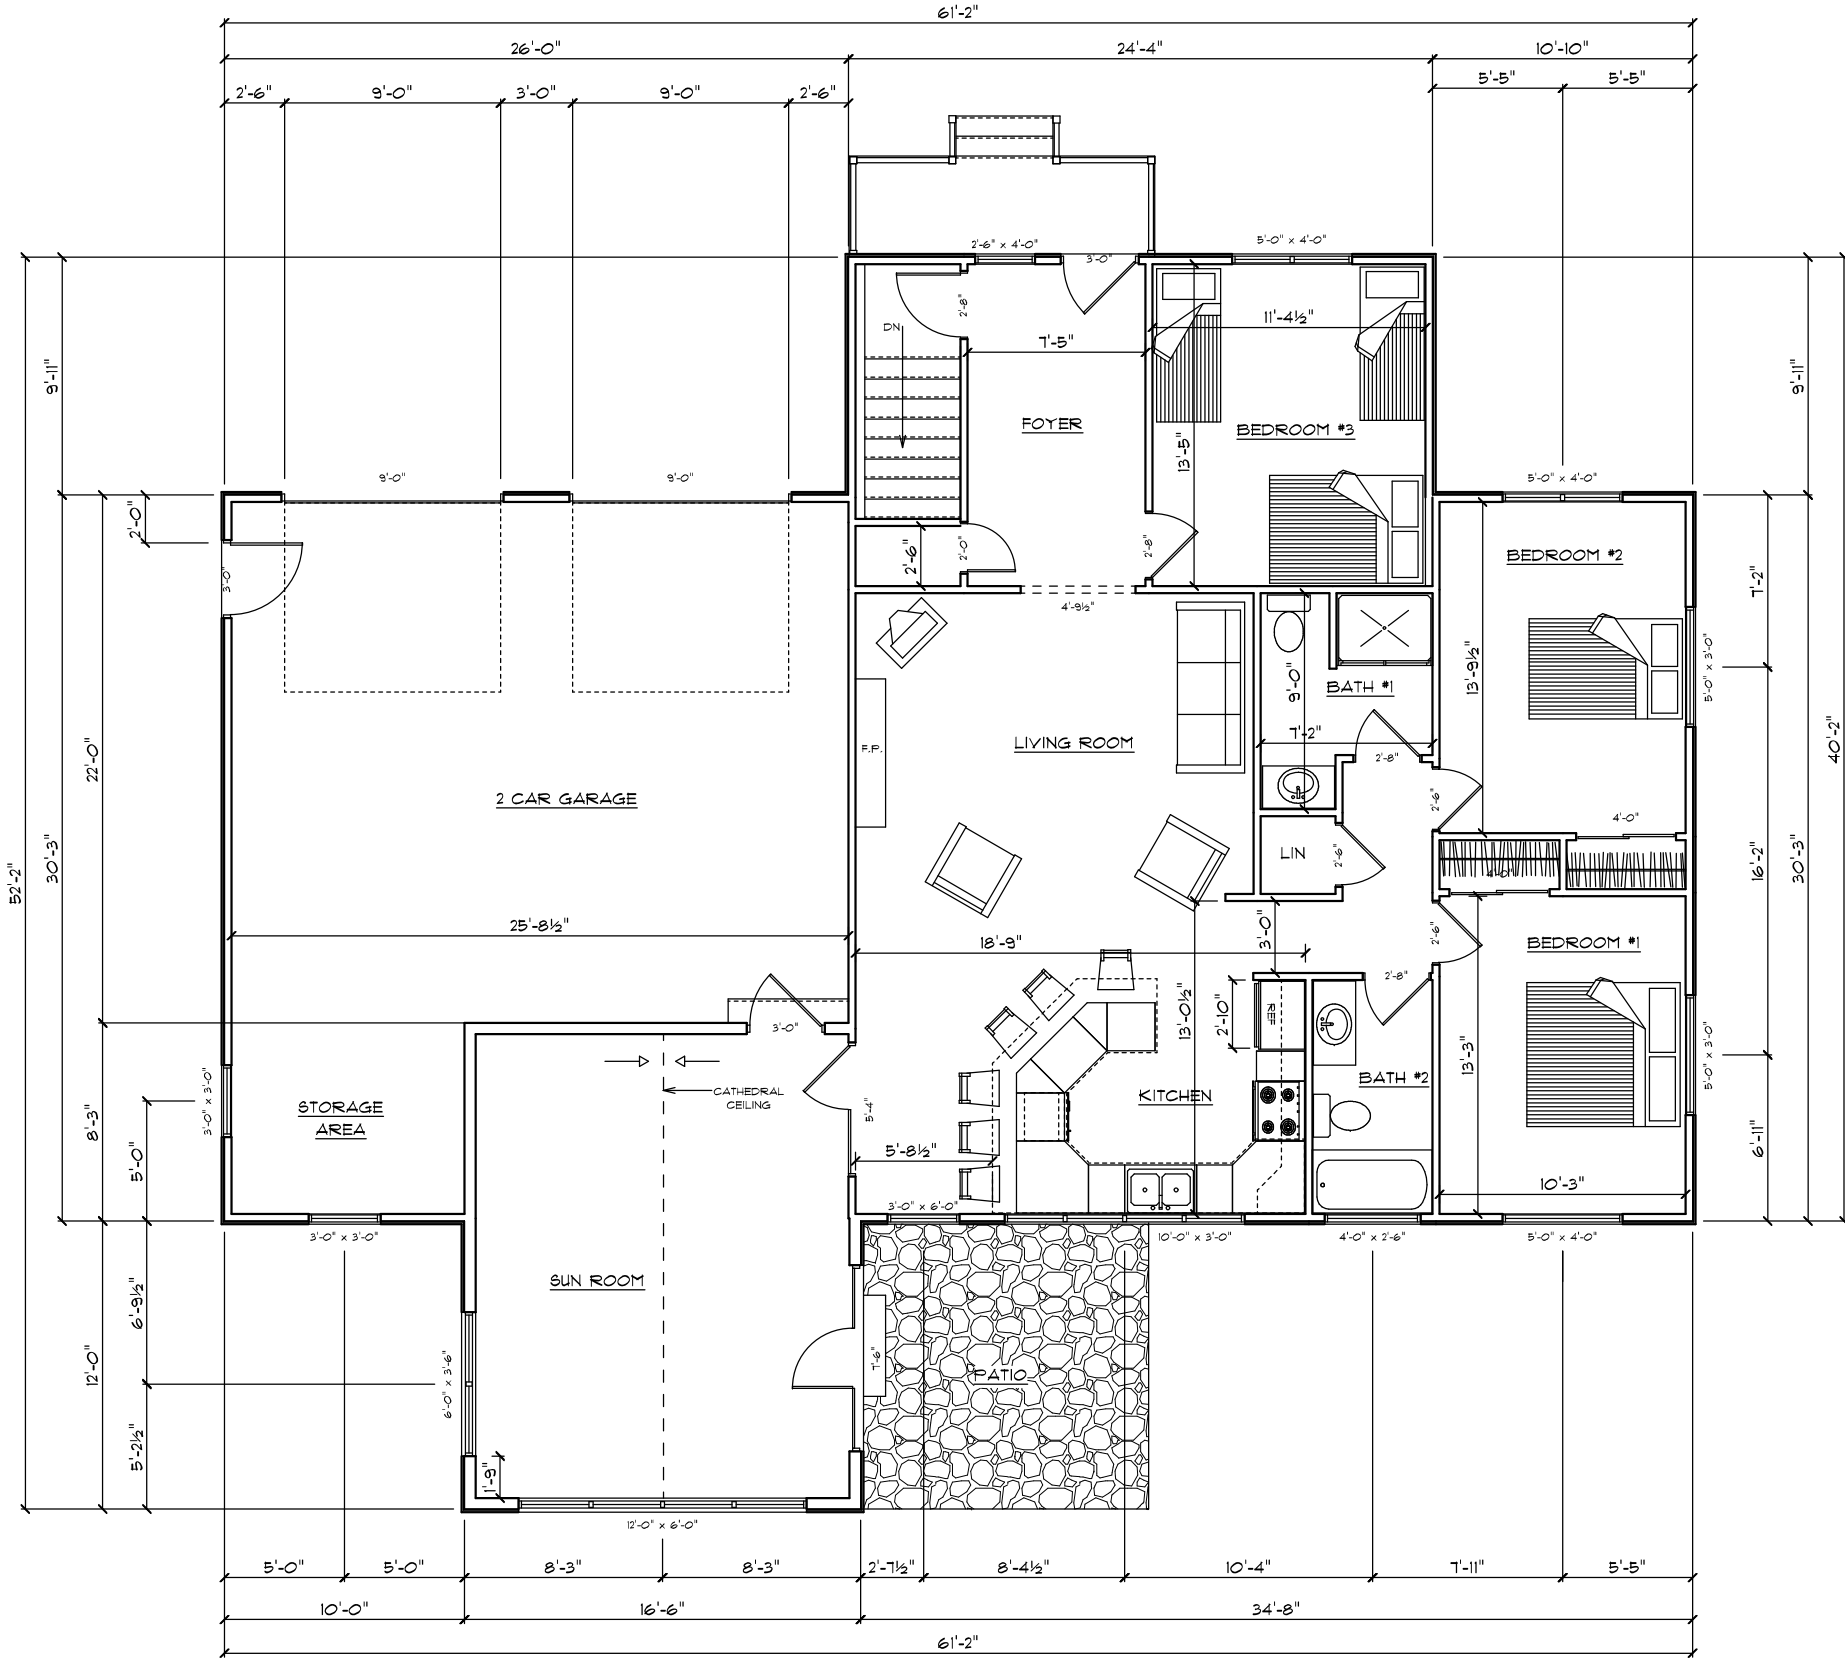 61'-2"
26'-0"
24'-4"
10'-10"
5'-5"
5'-5"
2'-6"
9'-0"
3'-0"
9'-0"
2'-6"
2'-6" x 4'-0"
5'-0" x 4'-0"
3'-0"
2'-8"
DN
11'-4½"
7'-5"
9'-11"
9'-11"
FOYER
BEDROOM #3
13'-5"
9'-0"
9'-0"
5'-0" x 4'-0"
2'-0"
2'-6"
2'-0"
2'-8"
BEDROOM #2
3'-0"
7'-2"
4'-9½"
5'-0" x 3'-0"
9'-0"
BATH #1
13'-9½"
22'-0"
F.P.
LIVING ROOM
7'-2"
2'-8"
40'-2"
2 CAR GARAGE
2'-6"
4'-0"
LIN
2'-6"
4'-0"
52'-2"
30'-3"
16'-2"
30'-3"
25'-8½"
18'-9"
3'-0"
2'-6"
BEDROOM #1
2'-8"
13'-0½"
2'-10"
REF
3'-0"
13'-3"
5'-0" x 3'-0"
CATHEDRAL
CEILING
STORAGE
AREA
3'-0" x 3'-0"
8'-3"
5'-0"
5'-4"
KITCHEN
BATH #2
6'-11"
5'-8½"
10'-3"
3'-0" x 6'-0"
3'-0" x 3'-0"
10'-0" x 3'-0"
4'-0" x 2'-6"
5'-0" x 4'-0"
SUN ROOM
6'-9½"
12'-0"
6'-0" x 3'-6"
7'-6"
PATIO
5'-2½"
1'-9"
12'-0" x 6'-0"
5'-0"
5'-0"
8'-3"
8'-3"
2'-7½"
8'-4½"
10'-4"
7'-11"
5'-5"
10'-0"
16'-6"
34'-8"
61'-2"